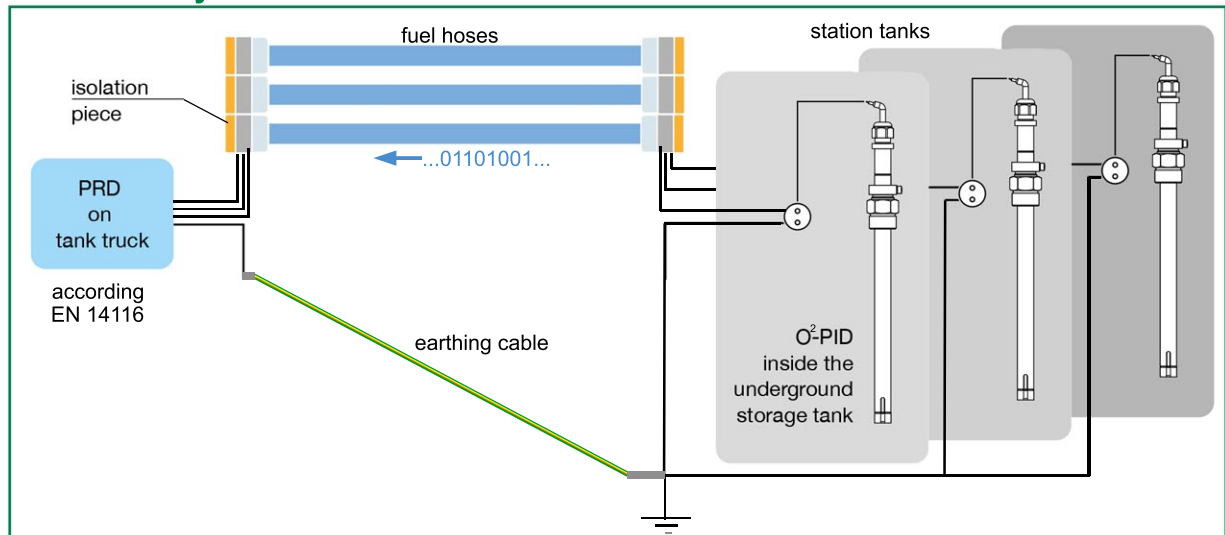 fuel hoses
station tanks
isolation
piece
...01101001...
PRD
on
tank truck
according
EN 14116
earthing cable
O²-PID
inside the
underground
storage tank